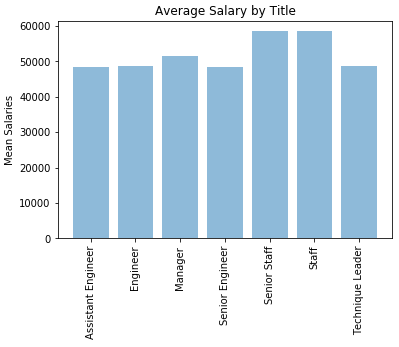 Average Salary by Title
Mean Salaries
60000
50000
40000
30000
20000
10000
0
Assistant Engineer
Engineer
Manager
Senior Engineer
Senior Staff
Staff
Technique Leader